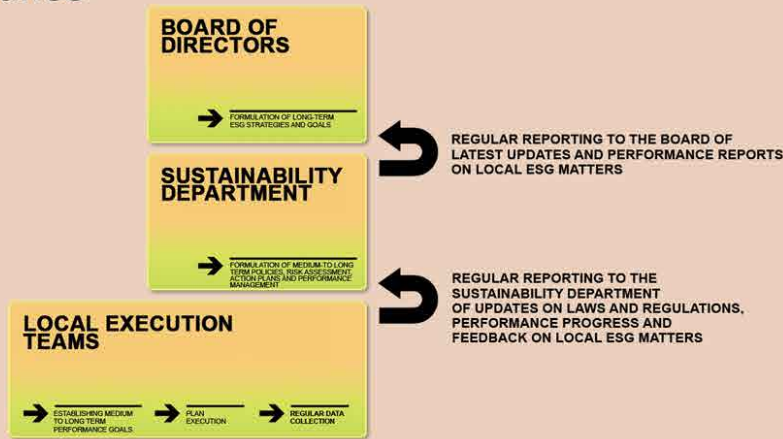 BOARD OF
DIRECTORS
FORMULATION OF LONG-TERM
ESG STRATEGIES AND GOALS
REGULAR REPORTING TO THE BOARD OF
LATEST UPDATES AND PERFORMANCE REPORTS
ON LOCAL ESG MATTERS
SUSTAINABILITY
DEPARTMENT
FORMULATION OF MEDIUM-TO LONG
TERM POLICIES, RISK ASSESSMENT,
ACTION PLANS AND PERFORMANCE
MANAGEMENT
REGULAR REPORTING TO THE
SUSTAINABILITY DEPARTMENT
OF UPDATES ON LAWS AND REGULATIONS,
PERFORMANCE PROGRESS AND
FEEDBACK ON LOCAL ESG MATTERS
LOCAL EXECUTION
TEAMS
ESTABLISHING MEDIUM
TO LONG TERM
PERFORMANCE GOALS
PLAN
EXECUTION
REGULAR DATA
COLLECTION